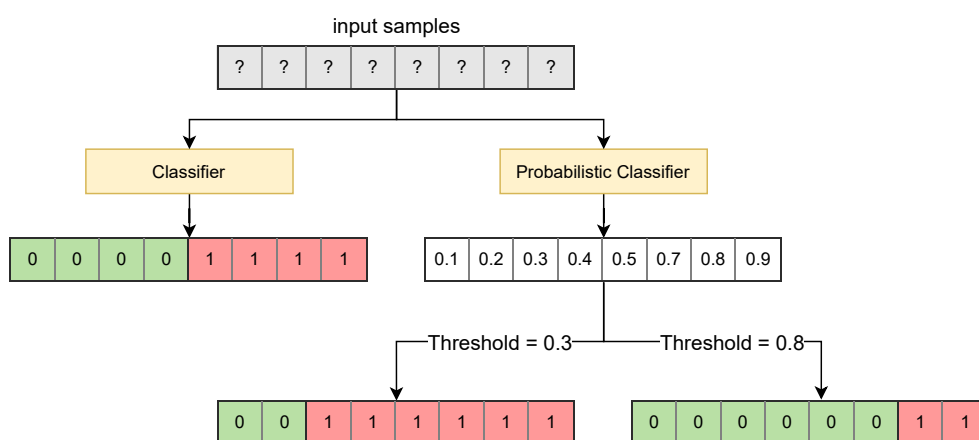 input samples
? ? ? ? ? ? ? ?
Classifier
Probabilistic Classifier
0 0 0 0 1 1 1 1
0.1 0.2 0.3 0.4 0.5 0.7 0.8 0.9
Threshold = 0.3
Threshold = 0.8
0 0 1 1 1 1 1 1
0 0 0 0 0 0 1 1